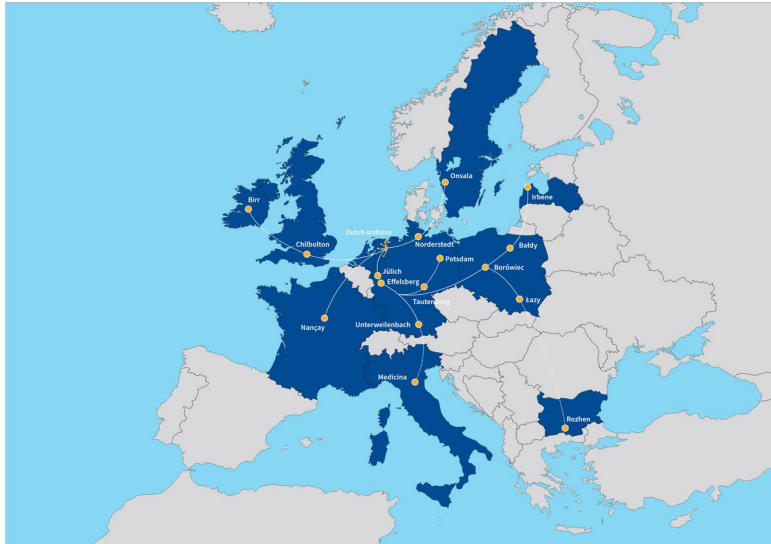 Onsala
Irbene
Birr
Dutch stations
Norderstedt
Chilbolton
Bałdy
Potsdam
Borówiec
Jülich
Effelsberg
Tautenburg
Łazy
Nançay
Unterweilenbach
Medicina
Rozhen